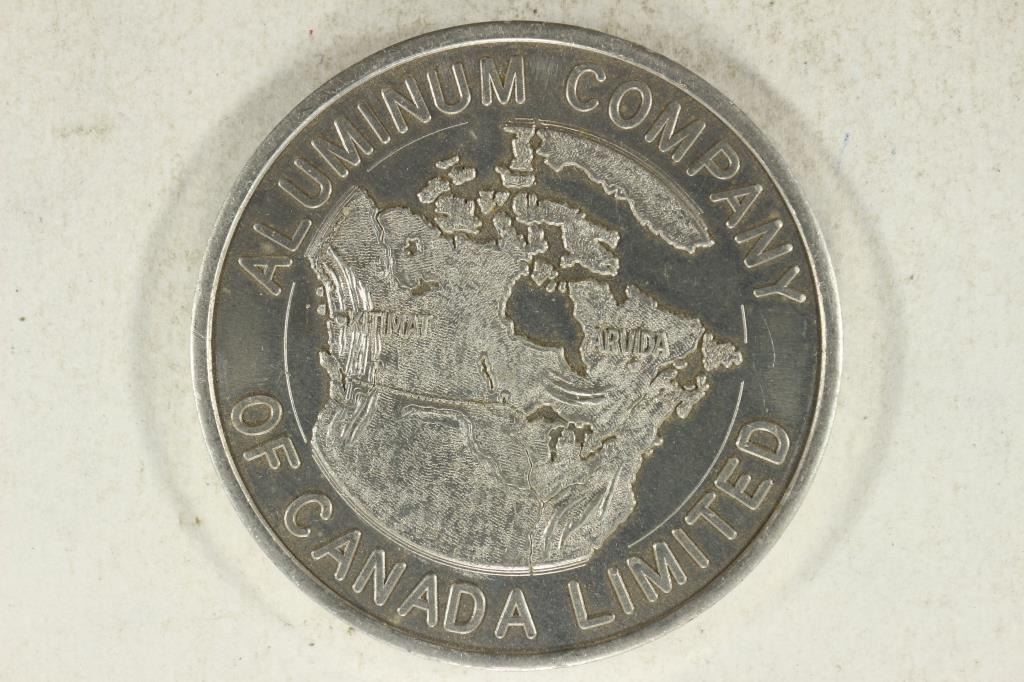 ALUMINUM COMPANY
OF CANADA LIMITED
KITIMAT
ARVIDA